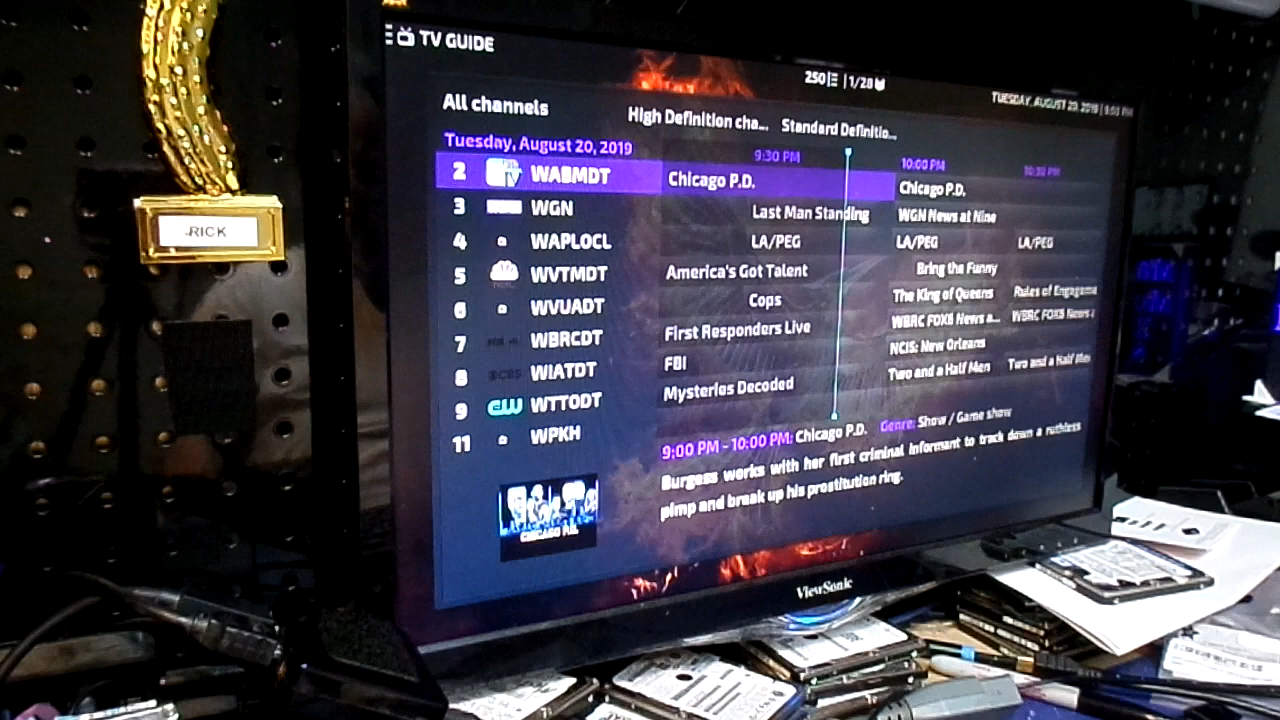 TV GUIDE
250 | 1/28
TUESDAY, AUGUST 20, 2019 |
All channels High Definition cha... Standard Definitio...
Tuesday, August 20, 2019 9:30 PM 10:00 PM 10:30 PM
2 WABMDT Chicago P.D. Chicago P.D.
3 WGN Last Man Standing WGN News at Nine
4 WAPLOCL LA/PEG LA/PEG LA/PEG
5 WVTMDT America's Got Talent Bring the Funny
6 WVUADT Cops The King of Queens Rules of Engageme
7 WBRCDT First Responders Live WBRC FOX6 News a... WBRC FOX6 News
8 CBS WIATDT FBI NCIS: New Orleans
9 CW WTTODT Mysteries Decoded Two and a Half Men Two and a Half Men
11 WPKH
9:00 PM - 10:00 PM: Chicago P.D. Genre: Show / Game show
Burgess works with her first criminal informant to track down a ruthless
pimp and break up his prostitution ring.
CHICAGO P.D.
ViewSonic
RICK